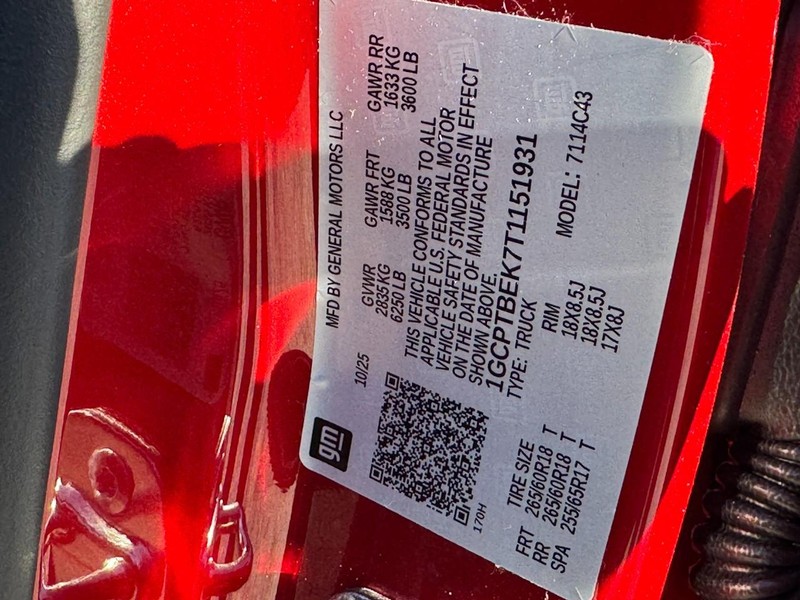 gm
MFD BY GENERAL MOTORS LLC
10/25
GVWR GAWR FRT GAWR RR
2835 KG 1588 KG 1633 KG
6250 LB 3500 LB 3600 LB
THIS VEHICLE CONFORMS TO ALL
APPLICABLE U.S. FEDERAL MOTOR
VEHICLE SAFETY STANDARDS IN EFFECT
ON THE DATE OF MANUFACTURE
SHOWN ABOVE.
1GCPTBEK7T1151931
TYPE: TRUCK
170H
MODEL: 7114C43
TIRE SIZE RIM
FRT 265/60R18 T 18X8.5J
RR 265/60R18 T 18X8.5J
SPA 255/65R17 T 17X8J